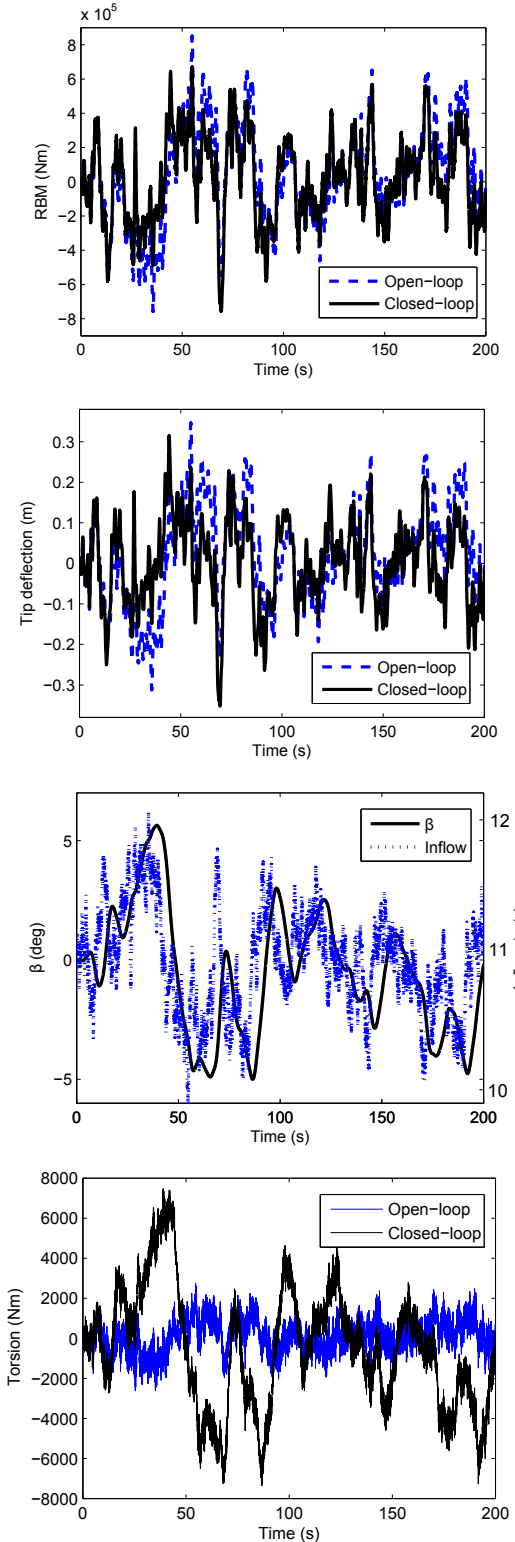 x 10⁵
8
6
4
2
0
−2
−4
−6
−8
RBM (Nm)
Open−loop
Closed−loop
0 50 100 150 200
Time (s)
0.3
0.2
0.1
0
−0.1
−0.2
−0.3
Tip deflection (m)
Open−loop
Closed−loop
0 50 100 150 200
Time (s)
5
0
−5
β (deg)
β
Inflow
12
11
10
0 50 100 150 200
Time (s)
8000
6000
4000
2000
0
−2000
−4000
−6000
−8000
Torsion (Nm)
Open−loop
Closed−loop
0 50 100 150 200
Time (s)